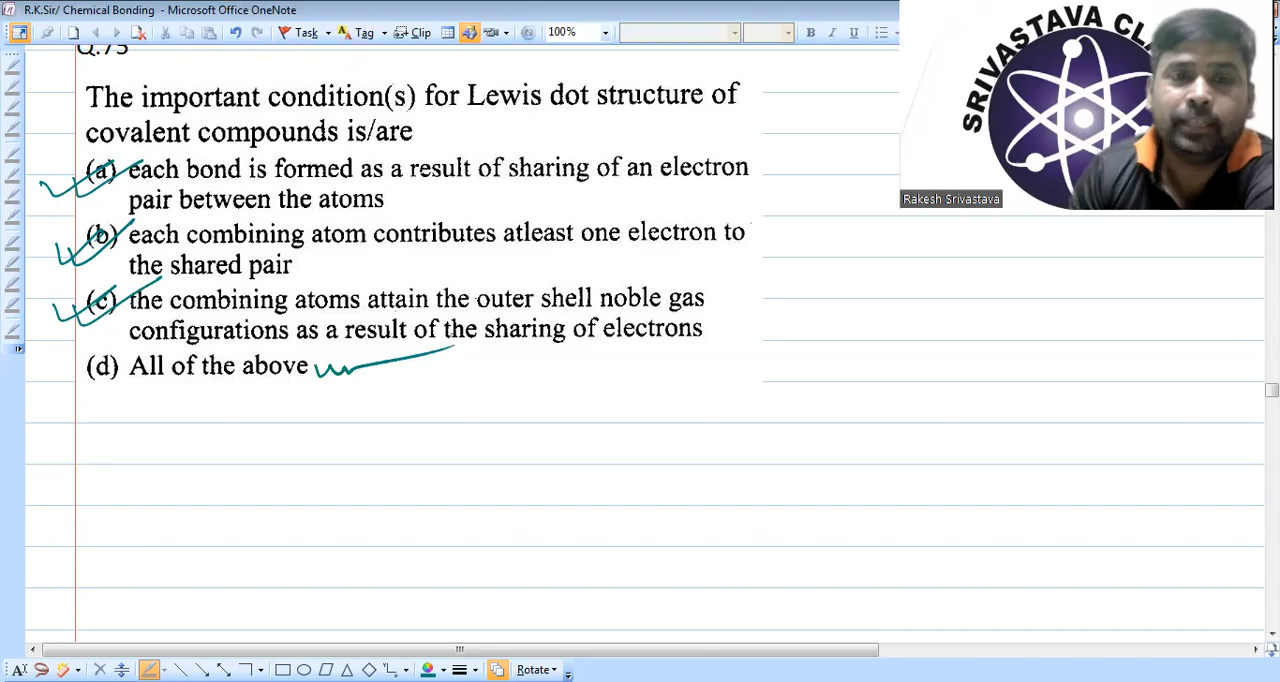 R.K.Sir/ Chemical Bonding - Microsoft Office OneNote
Task
Tag
Clip
100%
B I U
Q.75
The important condition(s) for Lewis dot structure of
covalent compounds is/are
(a) each bond is formed as a result of sharing of an electron
pair between the atoms
(b) each combining atom contributes atleast one electron to
the shared pair
(c) the combining atoms attain the outer shell noble gas
configurations as a result of the sharing of electrons
(d) All of the above
SRIVASTAVA CL
Rakesh Srivastava
Rotate